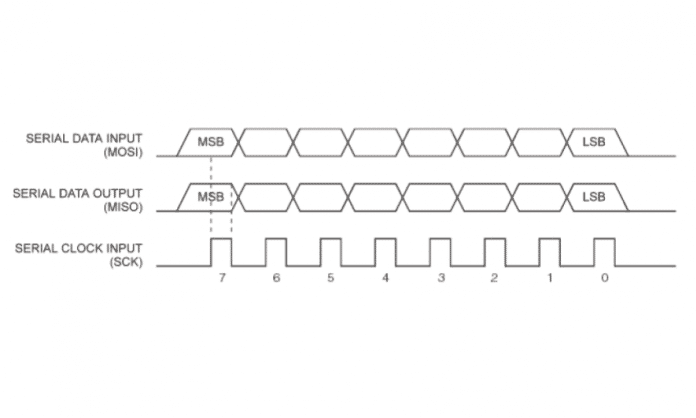 SERIAL DATA INPUT
(MOSI)
MSB
LSB
SERIAL DATA OUTPUT
(MISO)
MSB
LSB
SERIAL CLOCK INPUT
(SCK)
7 6 5 4 3 2 1 0